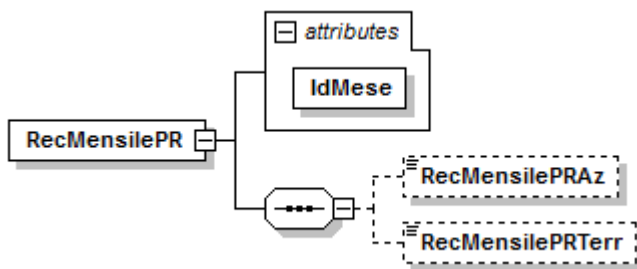 attributes
IdMese
RecMensilePR
RecMensilePRAz
RecMensilePRTerr